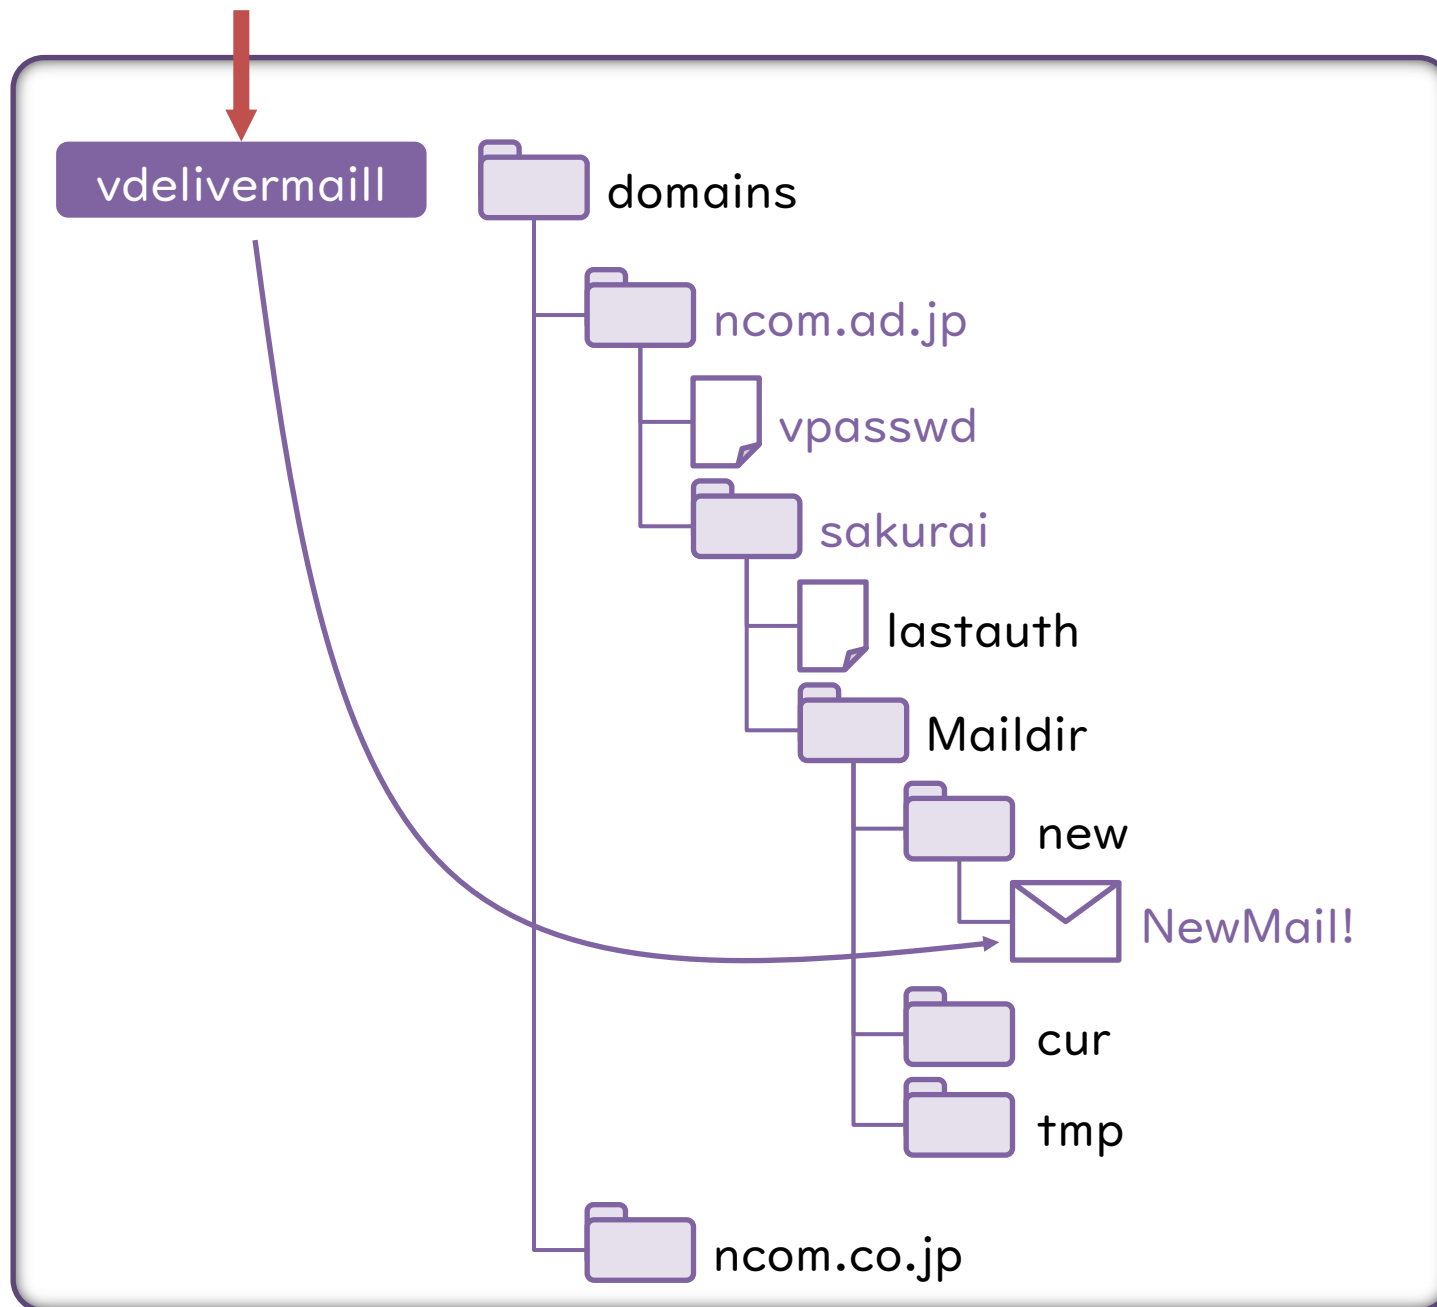 vdelivermaill
domains
ncom.ad.jp
vpasswd
sakurai
lastauth
Maildir
new
NewMail!
cur
tmp
ncom.co.jp